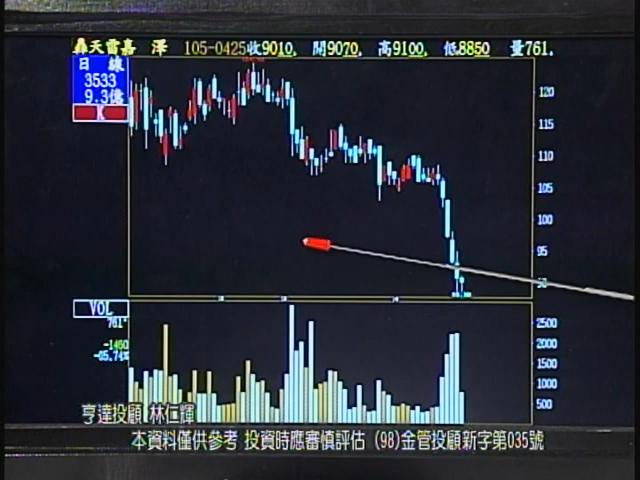 轟天雷嘉 澤 105-0425收9010, 開9070, 高9100, 低8850 量761,
日 線
3533
9.3億
K
120
115
110
105
100
95
90
VOL
761
-1460
-65.74%
2500
2000
1500
1000
500
亨達投顧 林仁輝
本資料僅供參考 投資時應審慎評估 (98)金管投顧新字第035號